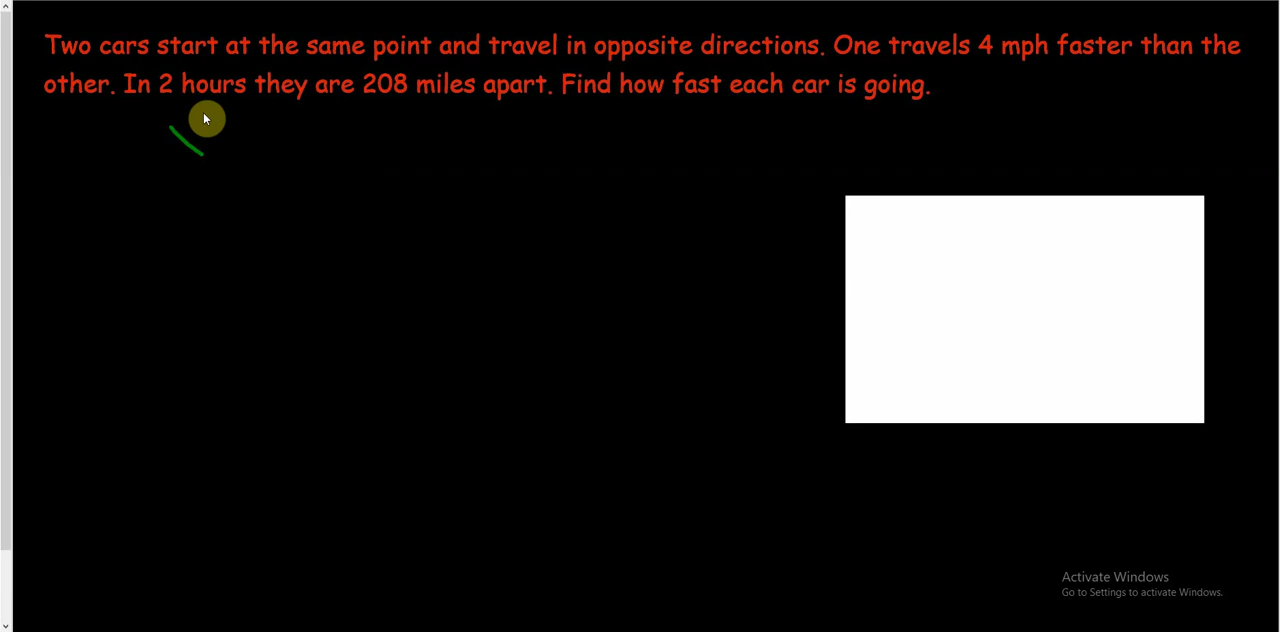 Two cars start at the same point and travel in opposite directions. One travels 4 mph faster than the
other. In 2 hours they are 208 miles apart. Find how fast each car is going.
Activate Windows
Go to Settings to activate Windows.